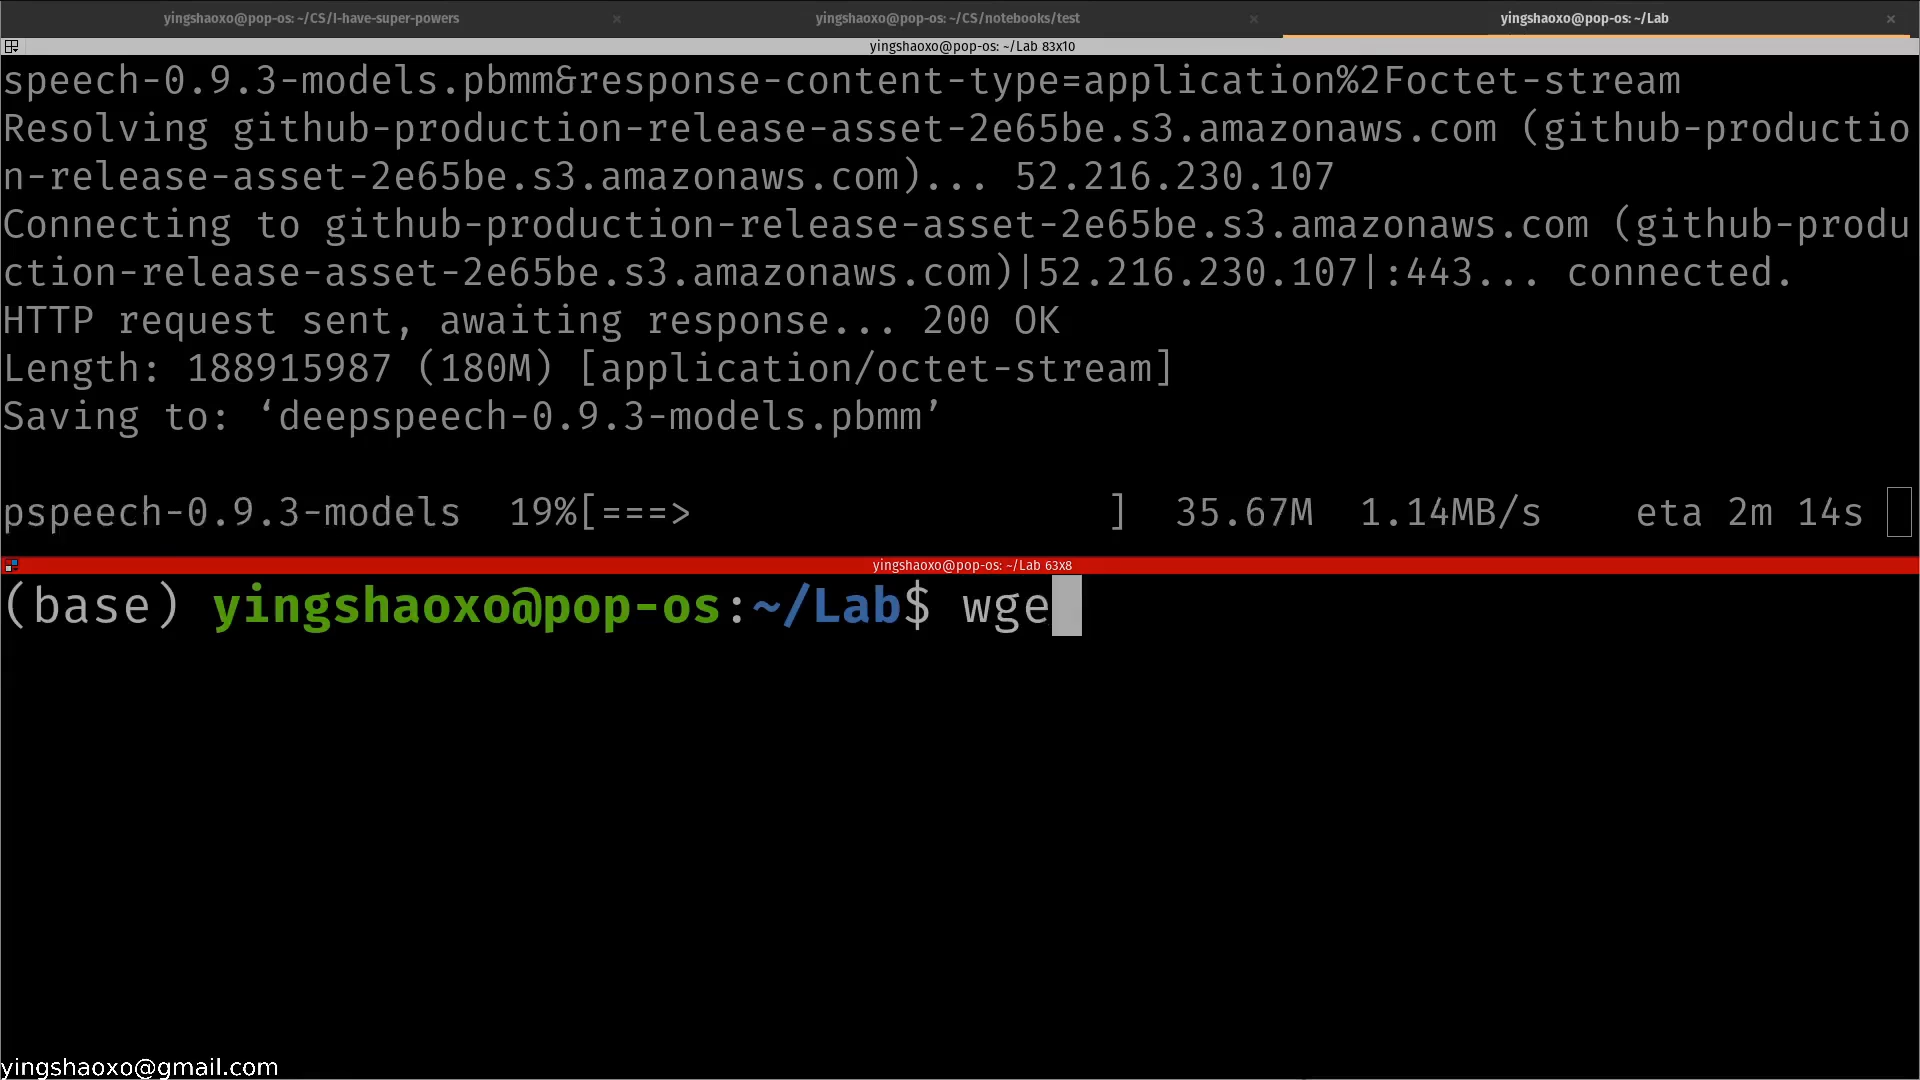 yingshaoxo@pop-os: ~/CS/I-have-super-powers × yingshaoxo@pop-os: ~/CS/notebooks/test × yingshaoxo@pop-os: ~/Lab ×
yingshaoxo@pop-os: ~/Lab 83x10
speech-0.9.3-models.pbmm&response-content-type=application%2Foctet-stream
Resolving github-production-release-asset-2e65be.s3.amazonaws.com (github-productio
n-release-asset-2e65be.s3.amazonaws.com)... 52.216.230.107
Connecting to github-production-release-asset-2e65be.s3.amazonaws.com (github-produ
ction-release-asset-2e65be.s3.amazonaws.com)|52.216.230.107|:443... connected.
HTTP request sent, awaiting response... 200 OK
Length: 188915987 (180M) [application/octet-stream]
Saving to: ‘deepspeech-0.9.3-models.pbmm’
pspeech-0.9.3-models  19%[===>                  ]  35.67M  1.14MB/s    eta 2m 14s
yingshaoxo@pop-os: ~/Lab 63x8
(base) yingshaoxo@pop-os:~/Lab$ wge
yingshaoxo@gmail.com